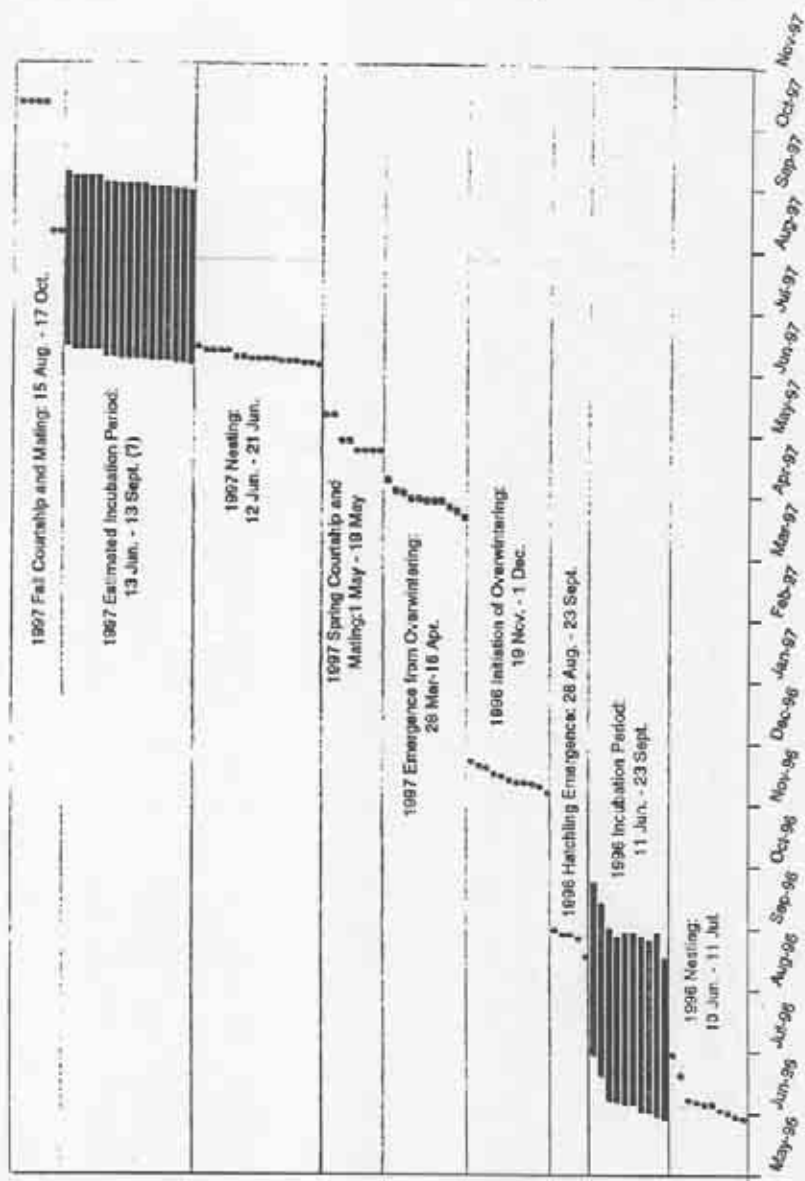 1997 Fall Courtship and Mating: 15 Aug. - 17 Oct.
1997 Estimated Incubation Period:
13 Jun. - 13 Sept. (?)
1997 Nesting:
12 Jun. - 21 Jun.
1997 Spring Courtship and
Mating:1 May - 19 May
1997 Emergence from Overwintering:
28 Mar-16 Apr.
1996 Initiation of Overwintering:
19 Nov. - 1 Dec.
1996 Hatchling Emergence: 28 Aug. - 23 Sept.
1996 Incubation Period:
11 Jun. - 23 Sept.
1996 Nesting:
10 Jun. - 11 Jul.
May-96
Jun-96
Jul-96
Aug-96
Sep-96
Oct-96
Nov-96
Dec-96
Jan-97
Feb-97
Mar-97
Apr-97
May-97
Jun-97
Jul-97
Aug-97
Sep-97
Oct-97
Nov-97